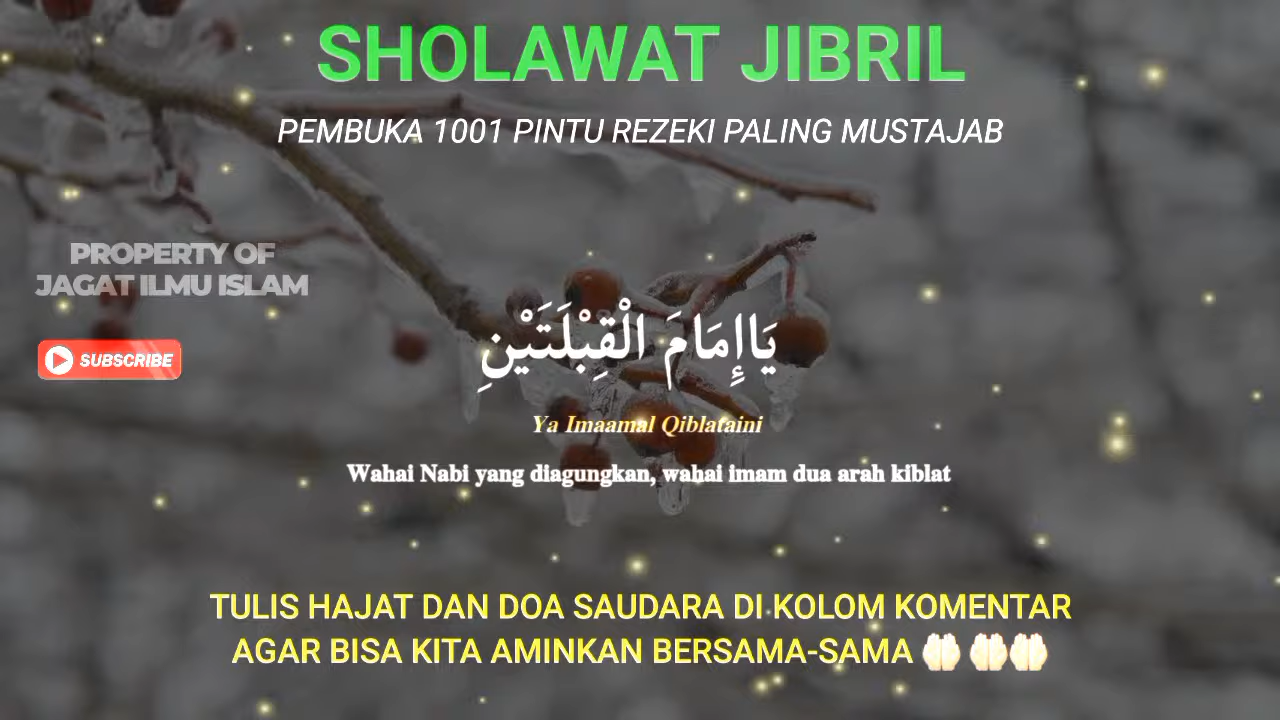 SHOLAWAT JIBRIL
PEMBUKA 1001 PINTU REZEKI PALING MUSTAJAB
PROPERTY OF
JAGAT ILMU ISLAM
SUBSCRIBE
يَاإِمَامَ الْقِبْلَتَيْنِ
Ya Imaamal Qiblataini
Wahai Nabi yang diagungkan, wahai imam dua arah kiblat
TULIS HAJAT DAN DOA SAUDARA DI KOLOM KOMENTAR
AGAR BISA KITA AMINKAN BERSAMA-SAMA 🤲🏻 🤲🏻🤲🏻